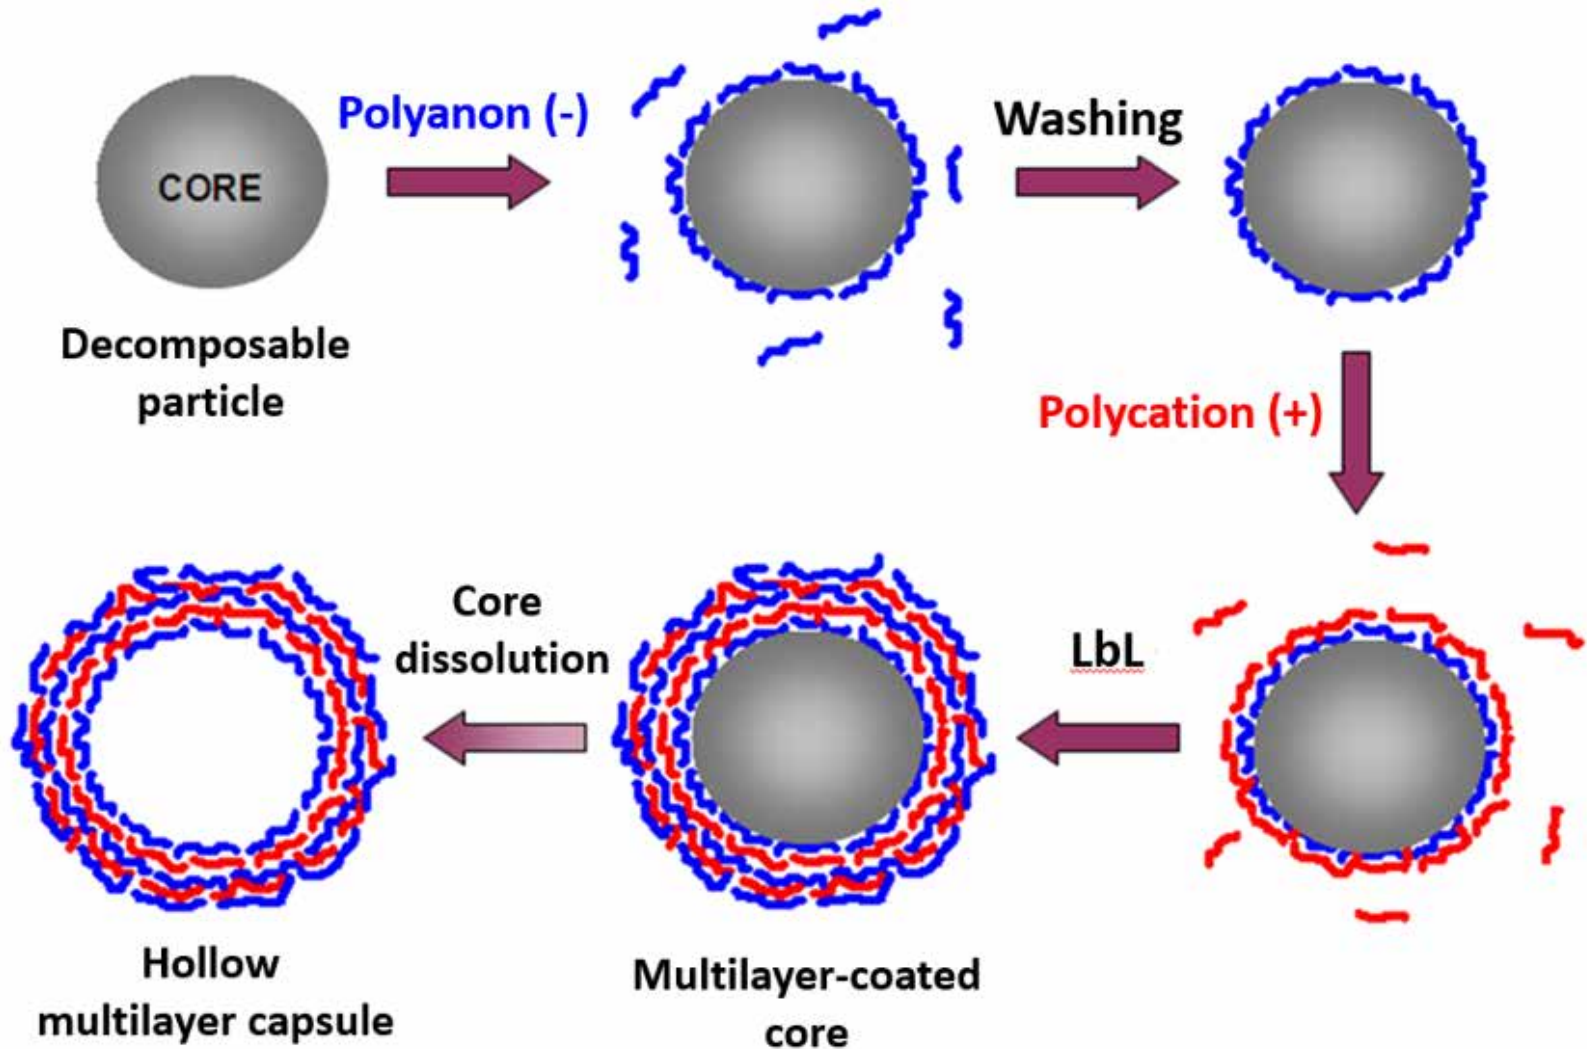 CORE
Polyanon (-)
Washing
Decomposable
particle
Polycation (+)
Core
dissolution
LbL
Hollow
multilayer capsule
Multilayer-coated
core